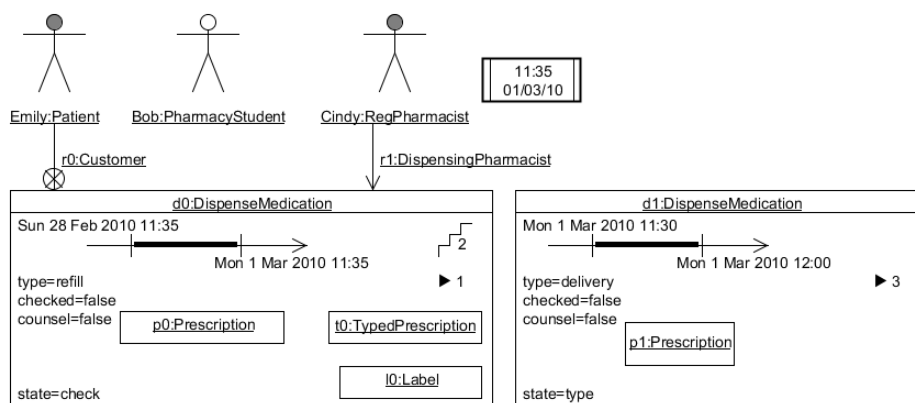 11:35
01/03/10
Emily:Patient
Bob:PharmacyStudent
Cindy:RegPharmacist
r0:Customer
r1:DispensingPharmacist
d0:DispenseMedication
Sun 28 Feb 2010 11:35
2
Mon 1 Mar 2010 11:35
type=refill
1
checked=false
counsel=false
p0:Prescription
t0:TypedPrescription
l0:Label
state=check
d1:DispenseMedication
Mon 1 Mar 2010 11:30
Mon 1 Mar 2010 12:00
type=delivery
3
checked=false
counsel=false
p1:Prescription
state=type